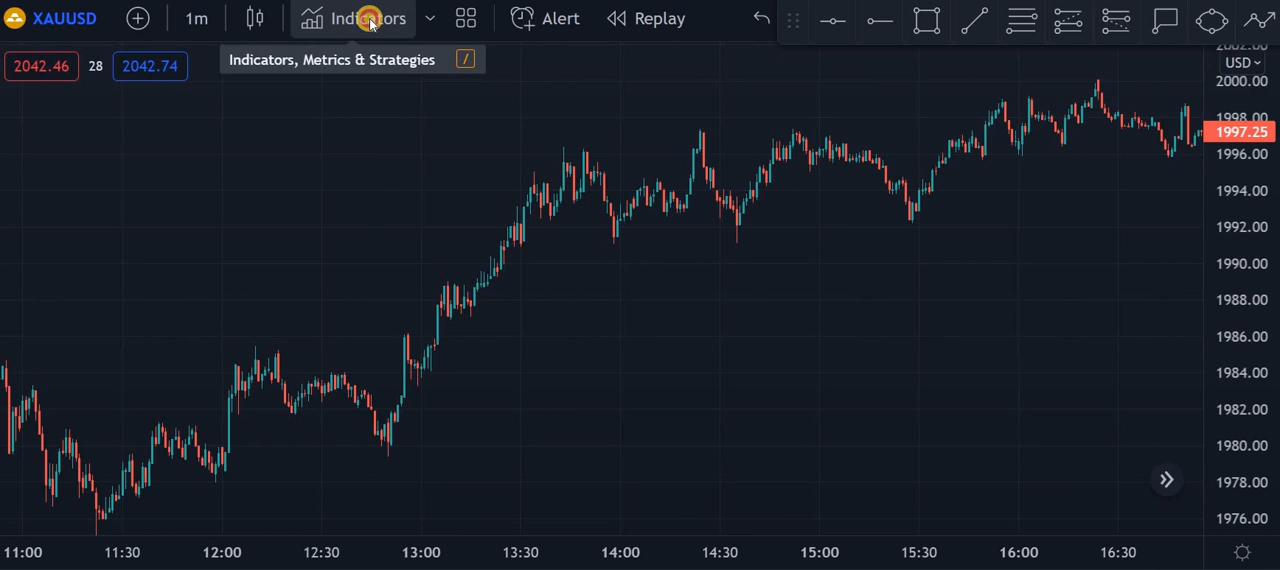 XAUUSD 1m Indicators Alert Replay
Indicators, Metrics & Strategies /
2042.46 28 2042.74
USD
2000.00
1998.00
1997.25
1996.00
1994.00
1992.00
1990.00
1988.00
1986.00
1984.00
1982.00
1980.00
1978.00
1976.00
11:00 11:30 12:00 12:30 13:00 13:30 14:00 14:30 15:00 15:30 16:00 16:30